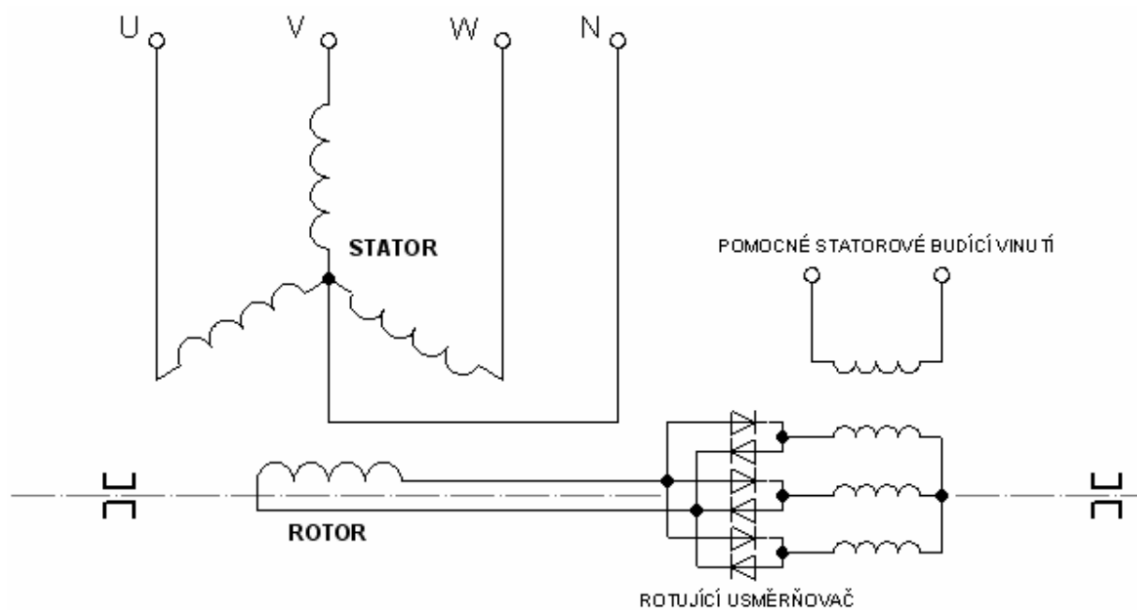 U V W N
STATOR
POMOCNÉ STATOROVÉ BUDÍCÍ VINUTÍ
ROTOR
ROTUJÍCÍ USMĚRŇOVAČ